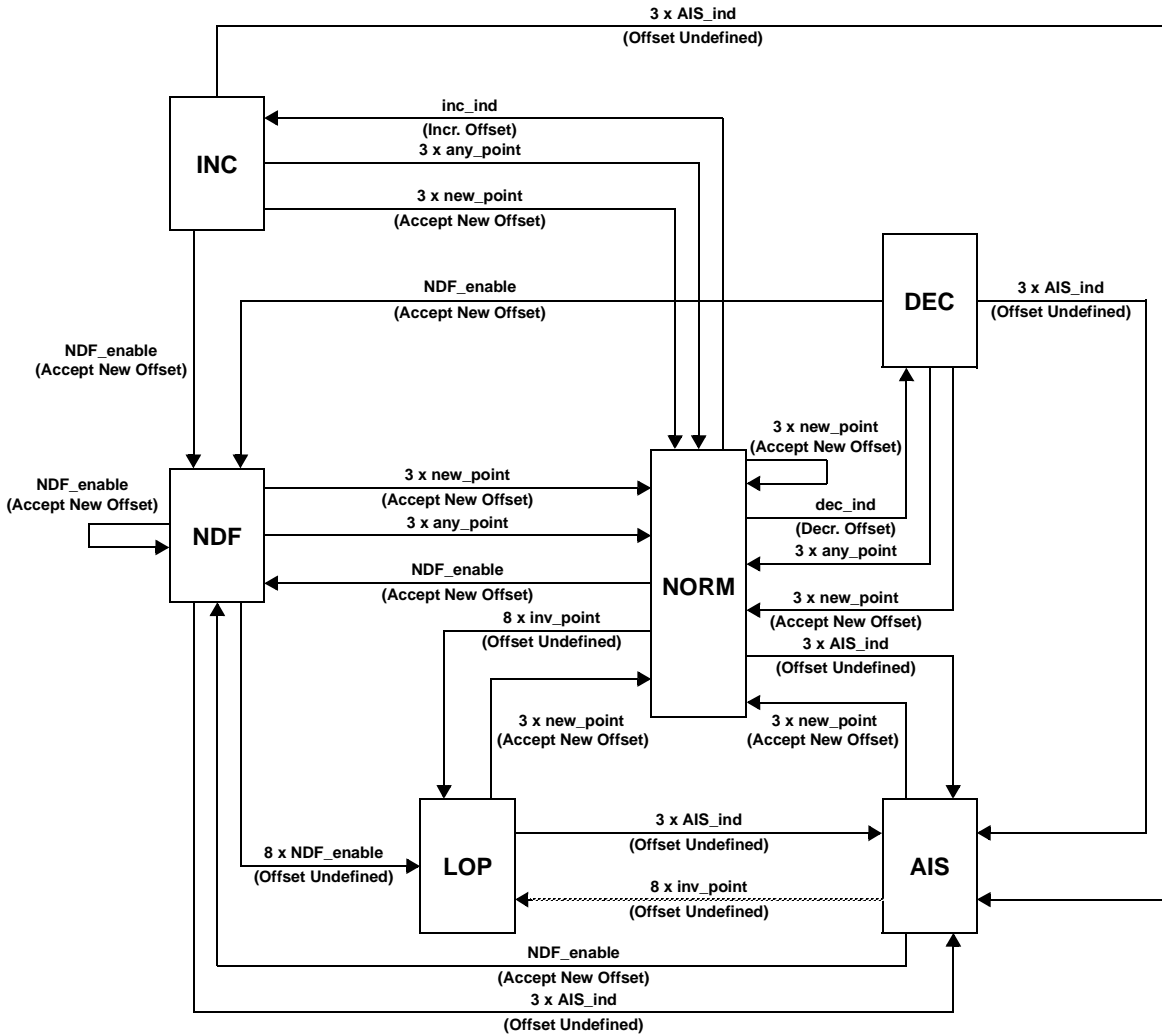 3 x AIS_ind
(Offset Undefined)
inc_ind
(Incr. Offset)
3 x any_point
INC
3 x new_point
(Accept New Offset)
NDF_enable
(Accept New Offset)
DEC
3 x AIS_ind
(Offset Undefined)
NDF_enable
(Accept New Offset)
3 x new_point
(Accept New Offset)
NDF_enable
(Accept New Offset)
NDF
3 x new_point
(Accept New Offset)
3 x any_point
NDF_enable
(Accept New Offset)
NORM
dec_ind
(Decr. Offset)
3 x any_point
3 x new_point
(Accept New Offset)
8 x inv_point
(Offset Undefined)
3 x AIS_ind
(Offset Undefined)
3 x new_point
(Accept New Offset)
3 x new_point
(Accept New Offset)
8 x NDF_enable
(Offset Undefined)
LOP
3 x AIS_ind
(Offset Undefined)
8 x inv_point
(Offset Undefined)
AIS
NDF_enable
(Accept New Offset)
3 x AIS_ind
(Offset Undefined)